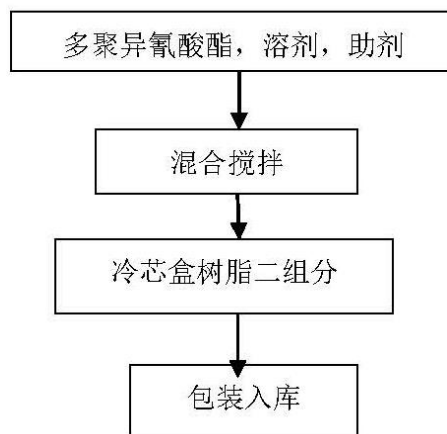 多聚异氰酸酯，溶剂，助剂
混合搅拌
冷芯盒树脂二组分
包装入库